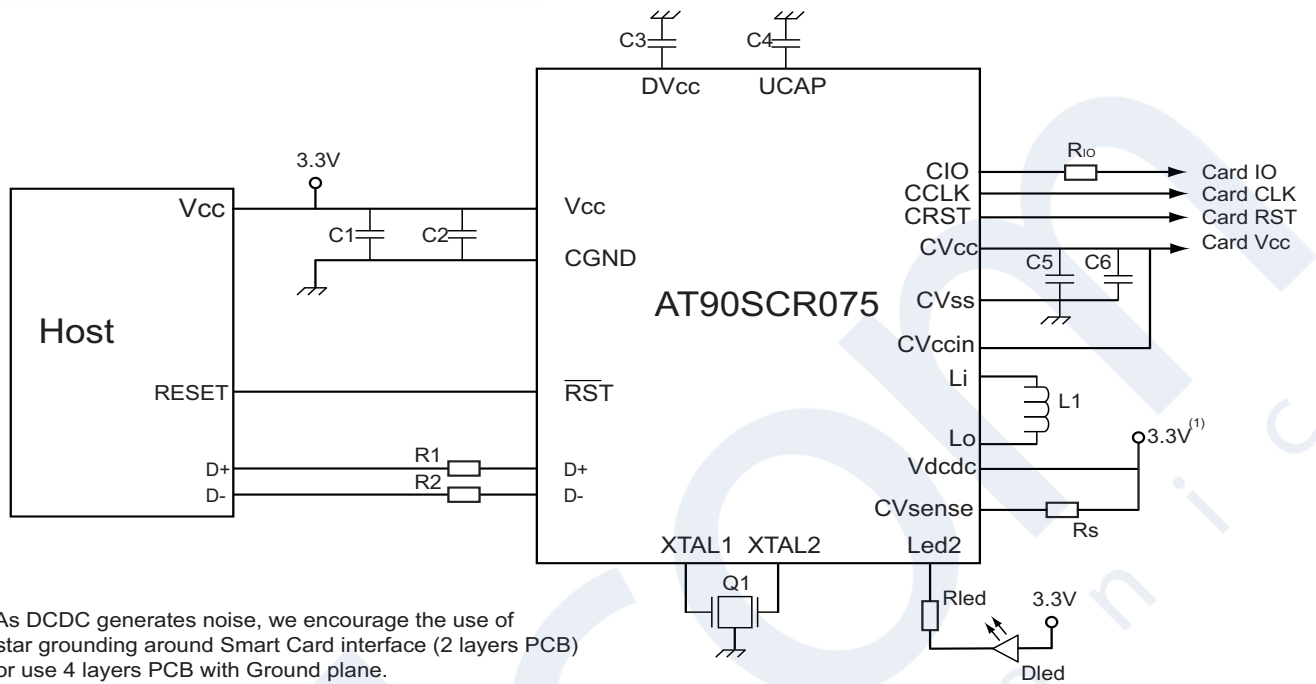 C3
C4
DVcc
UCAP
3.3V
Vcc
C1
C2
Vcc
CGND
Host
AT90SCR075
RESET
RST
D+
D-
R1
R2
D+
D-
CIO
CCLK
CRST
CVcc
CVss
CVccin
Li
Lo
Vdcdc
CVsense
RIO
Card IO
Card CLK
Card RST
Card Vcc
C5
C6
L1
3.3V(1)
Rs
XTAL1
XTAL2
Led2
Q1
Rled
3.3V
Dled
As DCDC generates noise, we encourage the use of
star grounding around Smart Card interface (2 layers PCB)
or use 4 layers PCB with Ground plane.